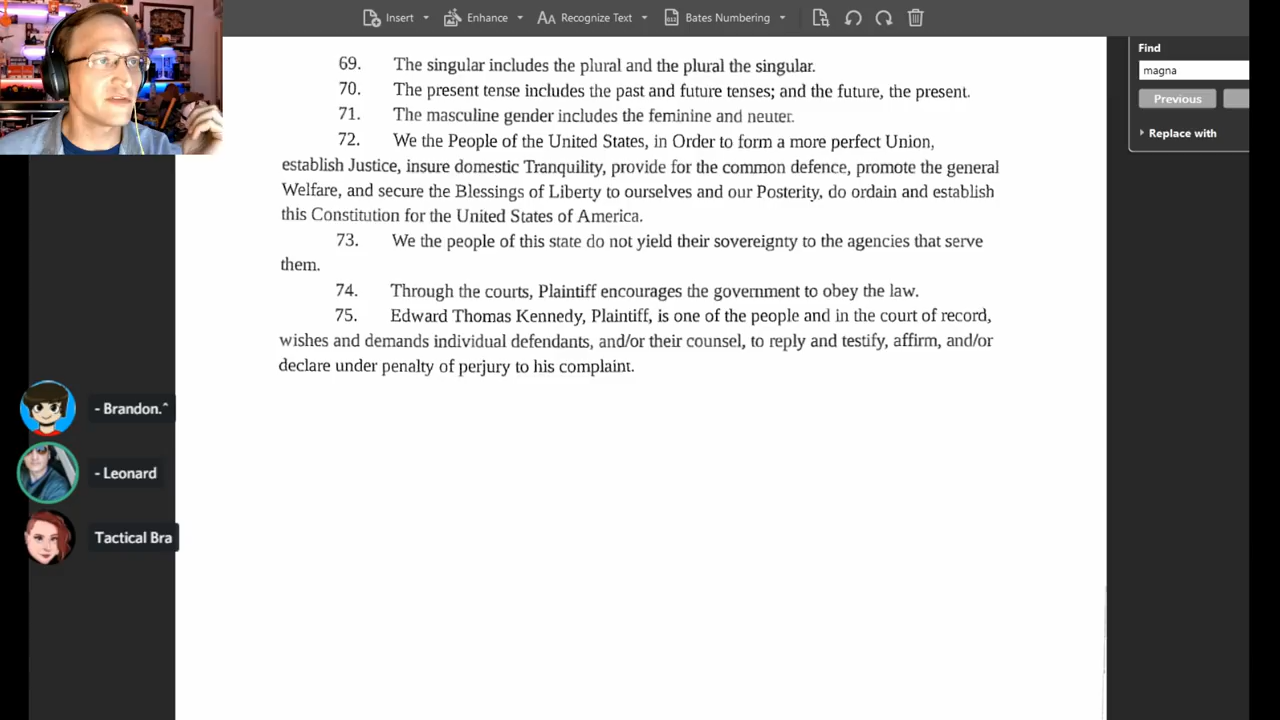 Insert
Enhance
Recognize Text
Bates Numbering
Find
magna
Previous
Replace with
69. The singular includes the plural and the plural the singular.
70. The present tense includes the past and future tenses; and the future, the present.
71. The masculine gender includes the feminine and neuter.
72. We the People of the United States, in Order to form a more perfect Union,
establish Justice, insure domestic Tranquility, provide for the common defence, promote the general
Welfare, and secure the Blessings of Liberty to ourselves and our Posterity, do ordain and establish
this Constitution for the United States of America.
73. We the people of this state do not yield their sovereignty to the agencies that serve
them.
74. Through the courts, Plaintiff encourages the government to obey the law.
75. Edward Thomas Kennedy, Plaintiff, is one of the people and in the court of record,
wishes and demands individual defendants, and/or their counsel, to reply and testify, affirm, and/or
declare under penalty of perjury to his complaint.
- Brandon.^
- Leonard
Tactical Bra